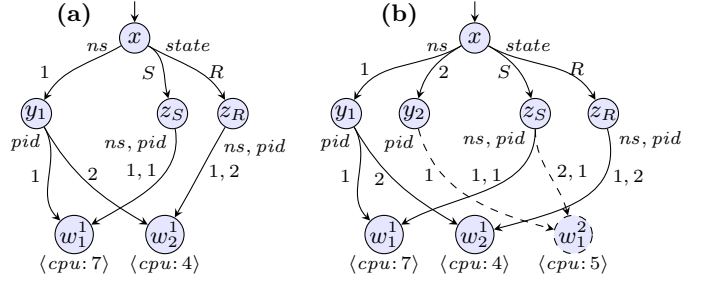 (a)
x
ns
state
1
S
R
y1
zS
zR
pid
ns, pid
ns, pid
1
2
1, 1
1, 2
w₁¹
w₂¹
⟨cpu: 7⟩
⟨cpu: 4⟩
(b)
x
ns
state
1
2
S
R
y1
y2
zS
zR
pid
pid
ns, pid
ns, pid
1
2
1
1, 1
2, 1
1, 2
w₁¹
w₂¹
w₁²
⟨cpu: 7⟩
⟨cpu: 4⟩
⟨cpu: 5⟩